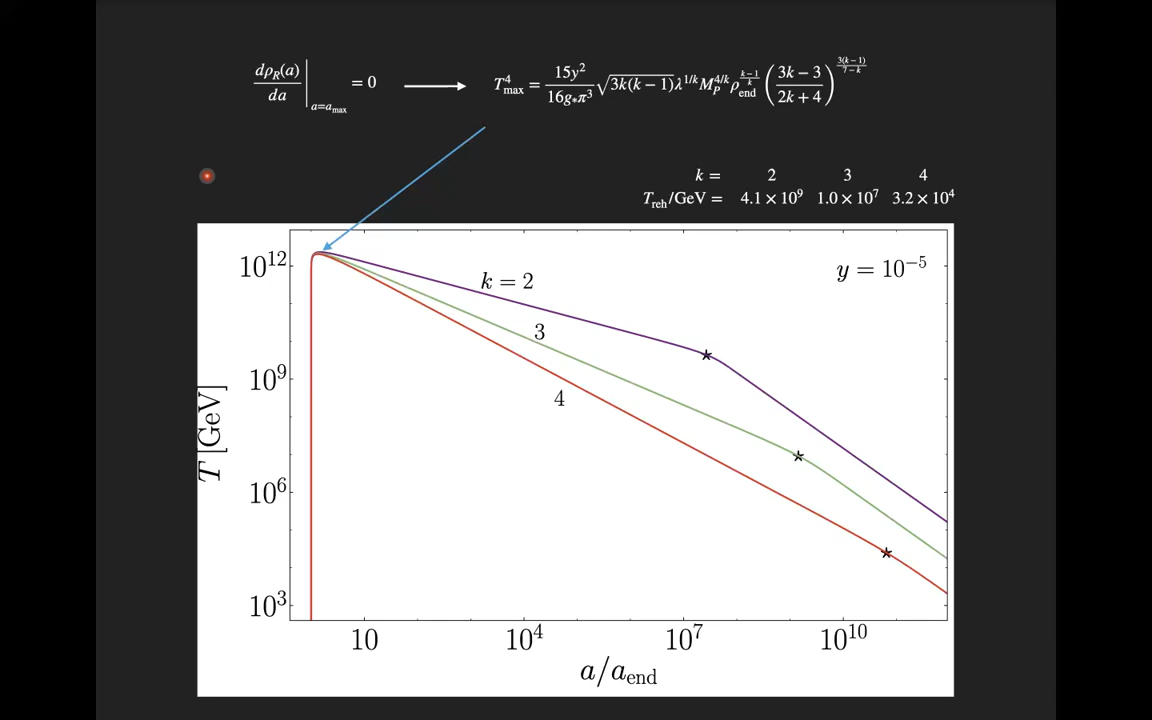 dρ_R(a)/da |_{a=a_max} = 0 ⟶ T^4_max = 15y^2/16g_*π^3 √(3k(k − 1)) λ^{1/k} M_P^{4/k} ρ_end^{(k−1)/k} ((3k − 3)/(2k + 4))^{3(k−1)/(7−k)}
k = 2 3 4
T_reh/GeV = 4.1 × 10^9 1.0 × 10^7 3.2 × 10^4
10^12
k = 2
y = 10^{−5}
3
10^9
4
T [GeV]
10^6
10^3
10 10^4 10^7 10^10
a/a_end